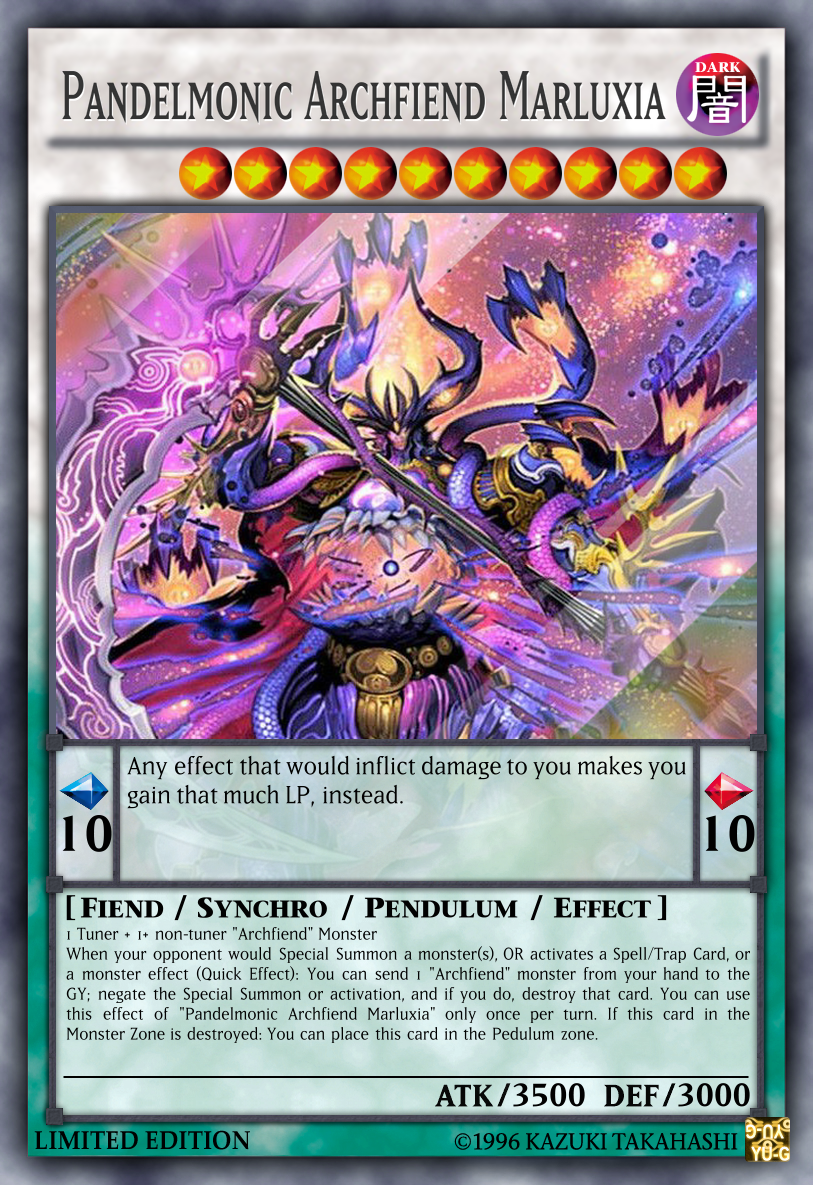 Pandelmonic Archfiend Marluxia
DARK
闇
Any effect that would inflict damage to you makes you
gain that much LP, instead.
10
10
[ Fiend / Synchro / Pendulum / Effect ]
1 Tuner + 1+ non-tuner "Archfiend" Monster
When your opponent would Special Summon a monster(s), OR activates a Spell/Trap Card, or
a monster effect (Quick Effect): You can send 1 "Archfiend" monster from your hand to the
GY; negate the Special Summon or activation, and if you do, destroy that card. You can use
this effect of "Pandelmonic Archfiend Marluxia" only once per turn. If this card in the
Monster Zone is destroyed: You can place this card in the Pedulum zone.
ATK/3500 DEF/3000
LIMITED EDITION
©1996 KAZUKI TAKAHASHI